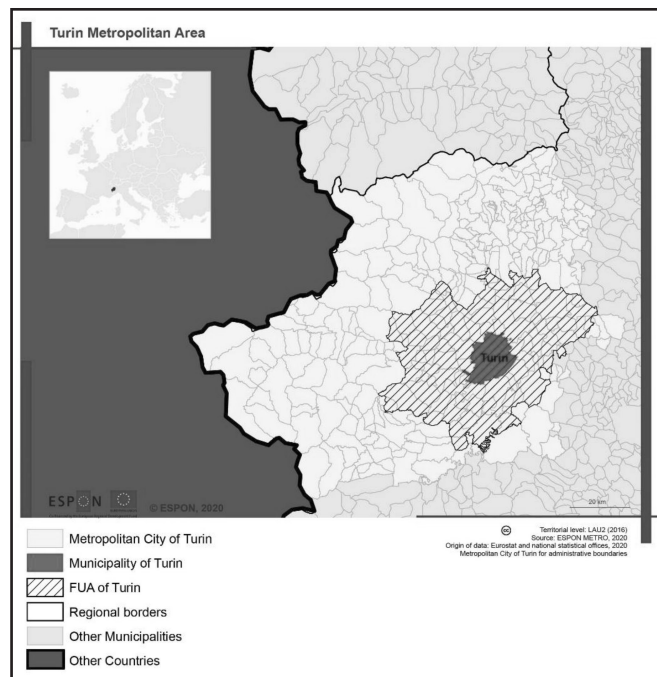 Turin Metropolitan Area
Turin
20 km
ESPON
© ESPON, 2020
Territorial level: LAU2 (2016)
Source: ESPON METRO, 2020
Origin of data: Eurostat and national statistical offices, 2020
Metropolitan City of Turin for administrative boundaries
Metropolitan City of Turin
Municipality of Turin
FUA of Turin
Regional borders
Other Municipalities
Other Countries